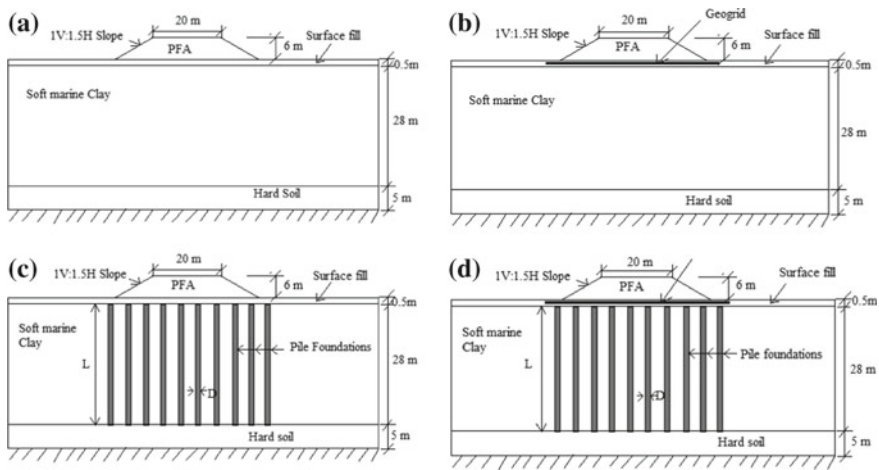 (a)
20 m
1V:1.5H Slope
PFA
6 m
Surface fill
0.5m
Soft marine Clay
28 m
Hard Soil
5 m
(b)
20 m
Geogrid
1V:1.5H Slope
PFA
6 m
Surface fill
0.5m
Soft marine Clay
28 m
Hard soil
5 m
(c)
20 m
1V:1.5H Slope
PFA
6 m
Surface fill
0.5m
Soft marine
Clay
L
Pile Foundations
D
28 m
Hard soil
5 m
(d)
20 m
1V:1.5H Slope
PFA
6 m
Surface fill
0.5m
Soft marine
Clay
L
Pile foundations
D
28 m
Hard soil
5 m